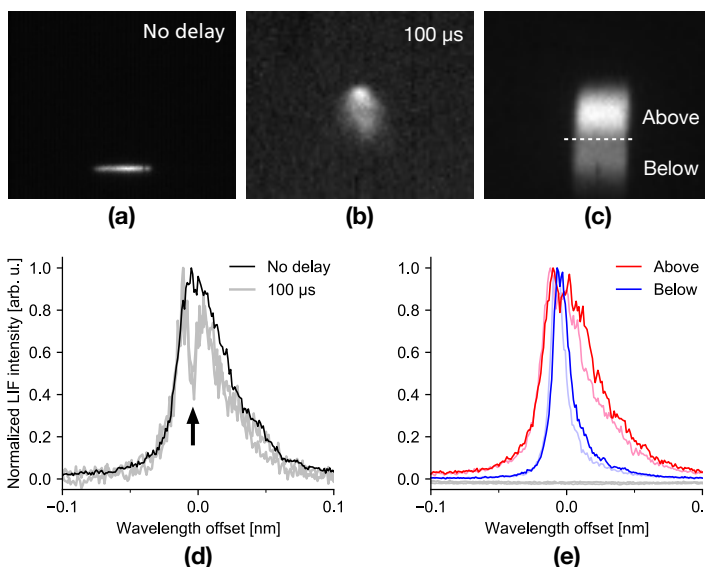 No delay
100 µs
Above
Below
(a)
(b)
(c)
Normalized LIF intensity [arb. u.]
1.0
0.8
0.6
0.4
0.2
0.0
No delay
100 µs
−0.1
0.0
0.1
Wavelength offset [nm]
(d)
1.0
0.8
0.6
0.4
0.2
0.0
Above
Below
−0.1
0.0
0.
Wavelength offset [nm]
(e)